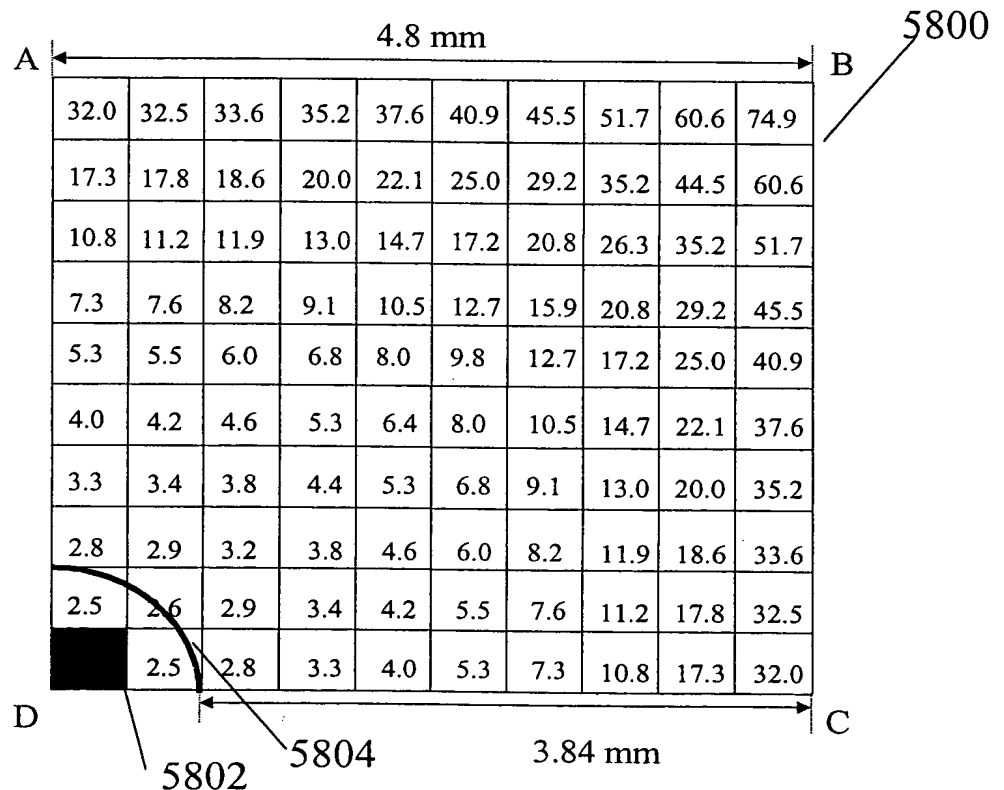 5800
4.8 mm
A B
32.0 32.5 33.6 35.2 37.6 40.9 45.5 51.7 60.6 74.9
17.3 17.8 18.6 20.0 22.1 25.0 29.2 35.2 44.5 60.6
10.8 11.2 11.9 13.0 14.7 17.2 20.8 26.3 35.2 51.7
7.3 7.6 8.2 9.1 10.5 12.7 15.9 20.8 29.2 45.5
5.3 5.5 6.0 6.8 8.0 9.8 12.7 17.2 25.0 40.9
4.0 4.2 4.6 5.3 6.4 8.0 10.5 14.7 22.1 37.6
3.3 3.4 3.8 4.4 5.3 6.8 9.1 13.0 20.0 35.2
2.8 2.9 3.2 3.8 4.6 6.0 8.2 11.9 18.6 33.6
2.5 2.6 2.9 3.4 4.2 5.5 7.6 11.2 17.8 32.5
2.5 2.8 3.3 4.0 5.3 7.3 10.8 17.3 32.0
D C
5804 3.84 mm
5802